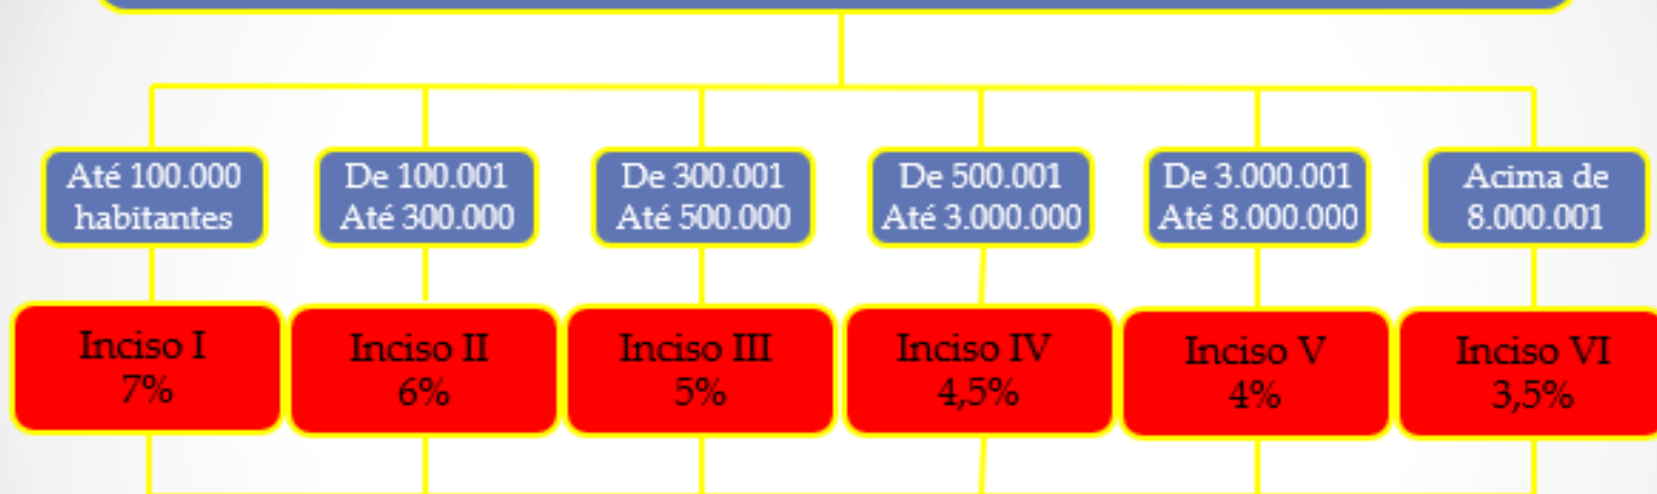 Até 100.000
habitantes
De 100.001
Até 300.000
De 300.001
Até 500.000
De 500.001
Até 3.000.000
De 3.000.001
Até 8.000.000
Acima de
8.000.001
Inciso I
7%
Inciso II
6%
Inciso III
5%
Inciso IV
4,5%
Inciso V
4%
Inciso VI
3,5%